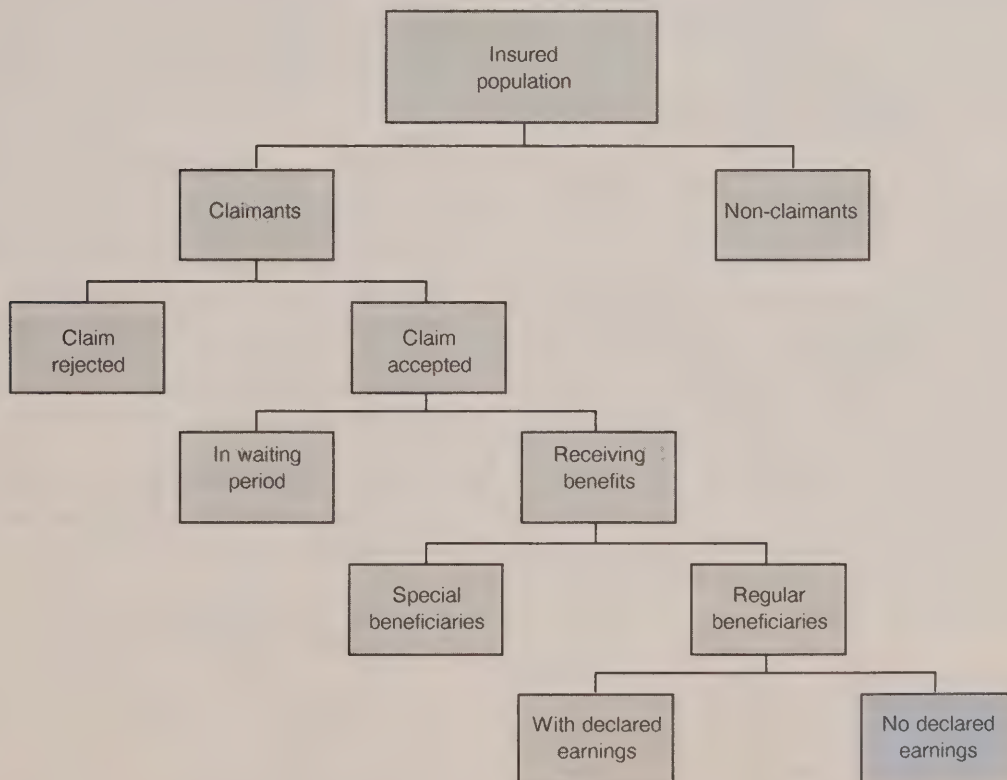 Insured
population
Claimants
Non-claimants
Claim
rejected
Claim
accepted
In waiting
period
Receiving
benefits
Special
beneficiaries
Regular
beneficiaries
With declared
earnings
No declared
earnings